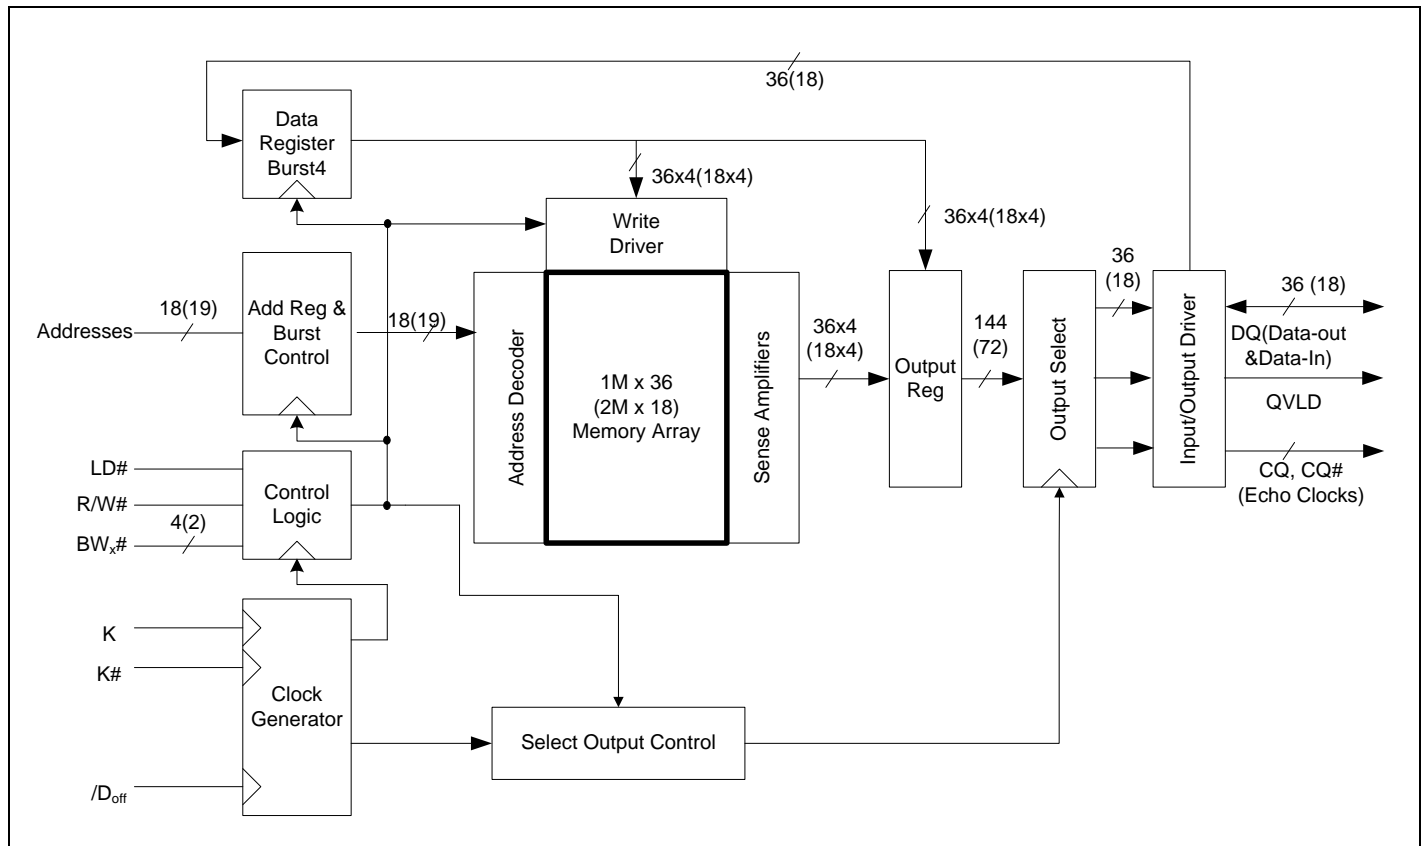 36(18)
Data
Register
Burst4
36x4(18x4)
36x4(18x4)
Write
Driver
Addresses
18(19)
Add Reg &
Burst
Control
18(19)
Address Decoder
1M x 36
(2M x 18)
Memory Array
Sense Amplifiers
36x4
(18x4)
Output
Reg
144
(72)
Output Select
36
(18)
Input/Output Driver
36 (18)
DQ(Data-out
&Data-In)
QVLD
CQ, CQ#
(Echo Clocks)
LD#
R/W#
BWx#
4(2)
Control
Logic
K
K#
/Doff
Clock
Generator
Select Output Control